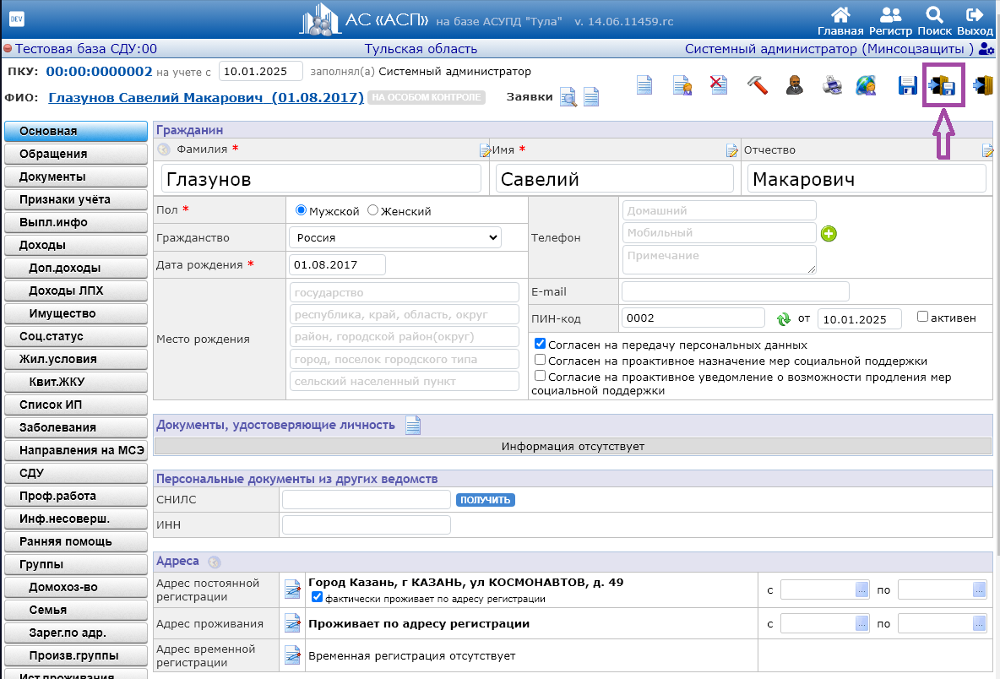 DEV
АС «АСП» на базе АСУПД "Тула" v. 14.06.11459.rc
Главная Регистр Поиск Выход
Тестовая база СДУ:00 Тульская область Системный администратор (Минсоцзащиты )
ПКУ: 00:00:0000002 на учете с 10.01.2025 заполнял(а) Системный администратор
ФИО: Глазунов Савелий Макарович (01.08.2017) НА ОСОБОМ КОНТРОЛЕ Заявки
Основная
Обращения
Документы
Признаки учёта
Выпл.инфо
Доходы
Доп.доходы
Доходы ЛПХ
Имущество
Соц.статус
Жил.условия
Квит.ЖКУ
Список ИП
Заболевания
Направления на МСЭ
СДУ
Проф.работа
Инф.несоверш.
Ранняя помощь
Группы
Домохоз-во
Семья
Зарег.по адр.
Произв.группы
Ист.проживания
Гражданин
Фамилия * Имя * Отчество
Глазунов Савелий Макарович
Пол * Мужской Женский
Гражданство Россия
Дата рождения * 01.08.2017
Место рождения
государство
республика, край, область, округ
район, городской район(округ)
город, поселок городского типа
сельский населенный пункт
Телефон
Домашний
Мобильный
Примечание
E-mail
ПИН-код 0002 от 10.01.2025 активен
Согласен на передачу персональных данных
Согласен на проактивное назначение мер социальной поддержки
Согласие на проактивное уведомление о возможности продления мер
социальной поддержки
Документы, удостоверяющие личность
Информация отсутствует
Персональные документы из других ведомств
СНИЛС ПОЛУЧИТЬ
ИНН
Адреса
Адрес постоянной
регистрации
Город Казань, г КАЗАНЬ, ул КОСМОНАВТОВ, д. 49
фактически проживает по адресу регистрации
с ... по ...
Адрес проживания Проживает по адресу регистрации с ... по ...
Адрес временной
регистрации
Временная регистрация отсутствует